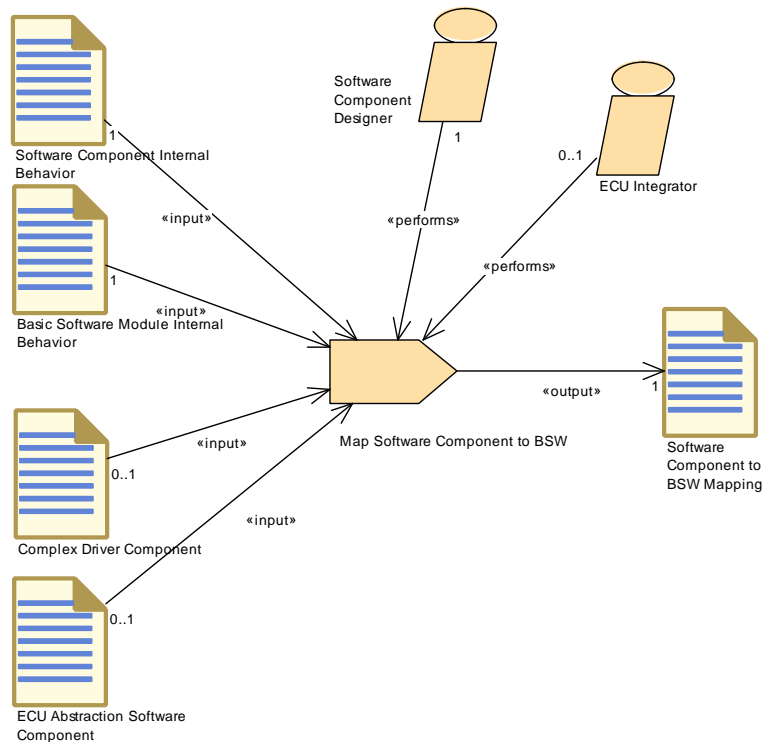 Software
Component
Designer
1
0..1
ECU Integrator
1
Software Component Internal
Behavior
«input»
«performs»
«performs»
1
«input»
Basic Software Module Internal
Behavior
«output»
1
Map Software Component to BSW
Software
Component to
BSW Mapping
«input»
0..1
Complex Driver Component
«input»
0..1
ECU Abstraction Software
Component